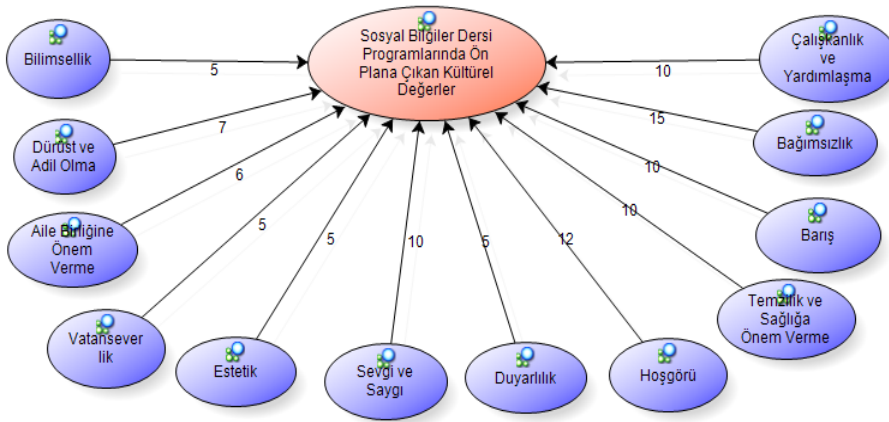 Sosyal Bilgiler Dersi
Programlarında Ön
Plana Çıkan Kültürel
Değerler
Bilimsellik
5
Dürüst ve
Adil Olma
7
Aile Birliğine
Önem
Verme
6
Vatansever
lik
5
Estetik
5
Sevgi ve
Saygı
10
Duyarlılık
5
Hoşgörü
12
Temzilik ve
Sağlığa
Önem Verme
10
Barış
10
Bağımsızlık
15
Çalışkanlık
ve
Yardımlaşma
10